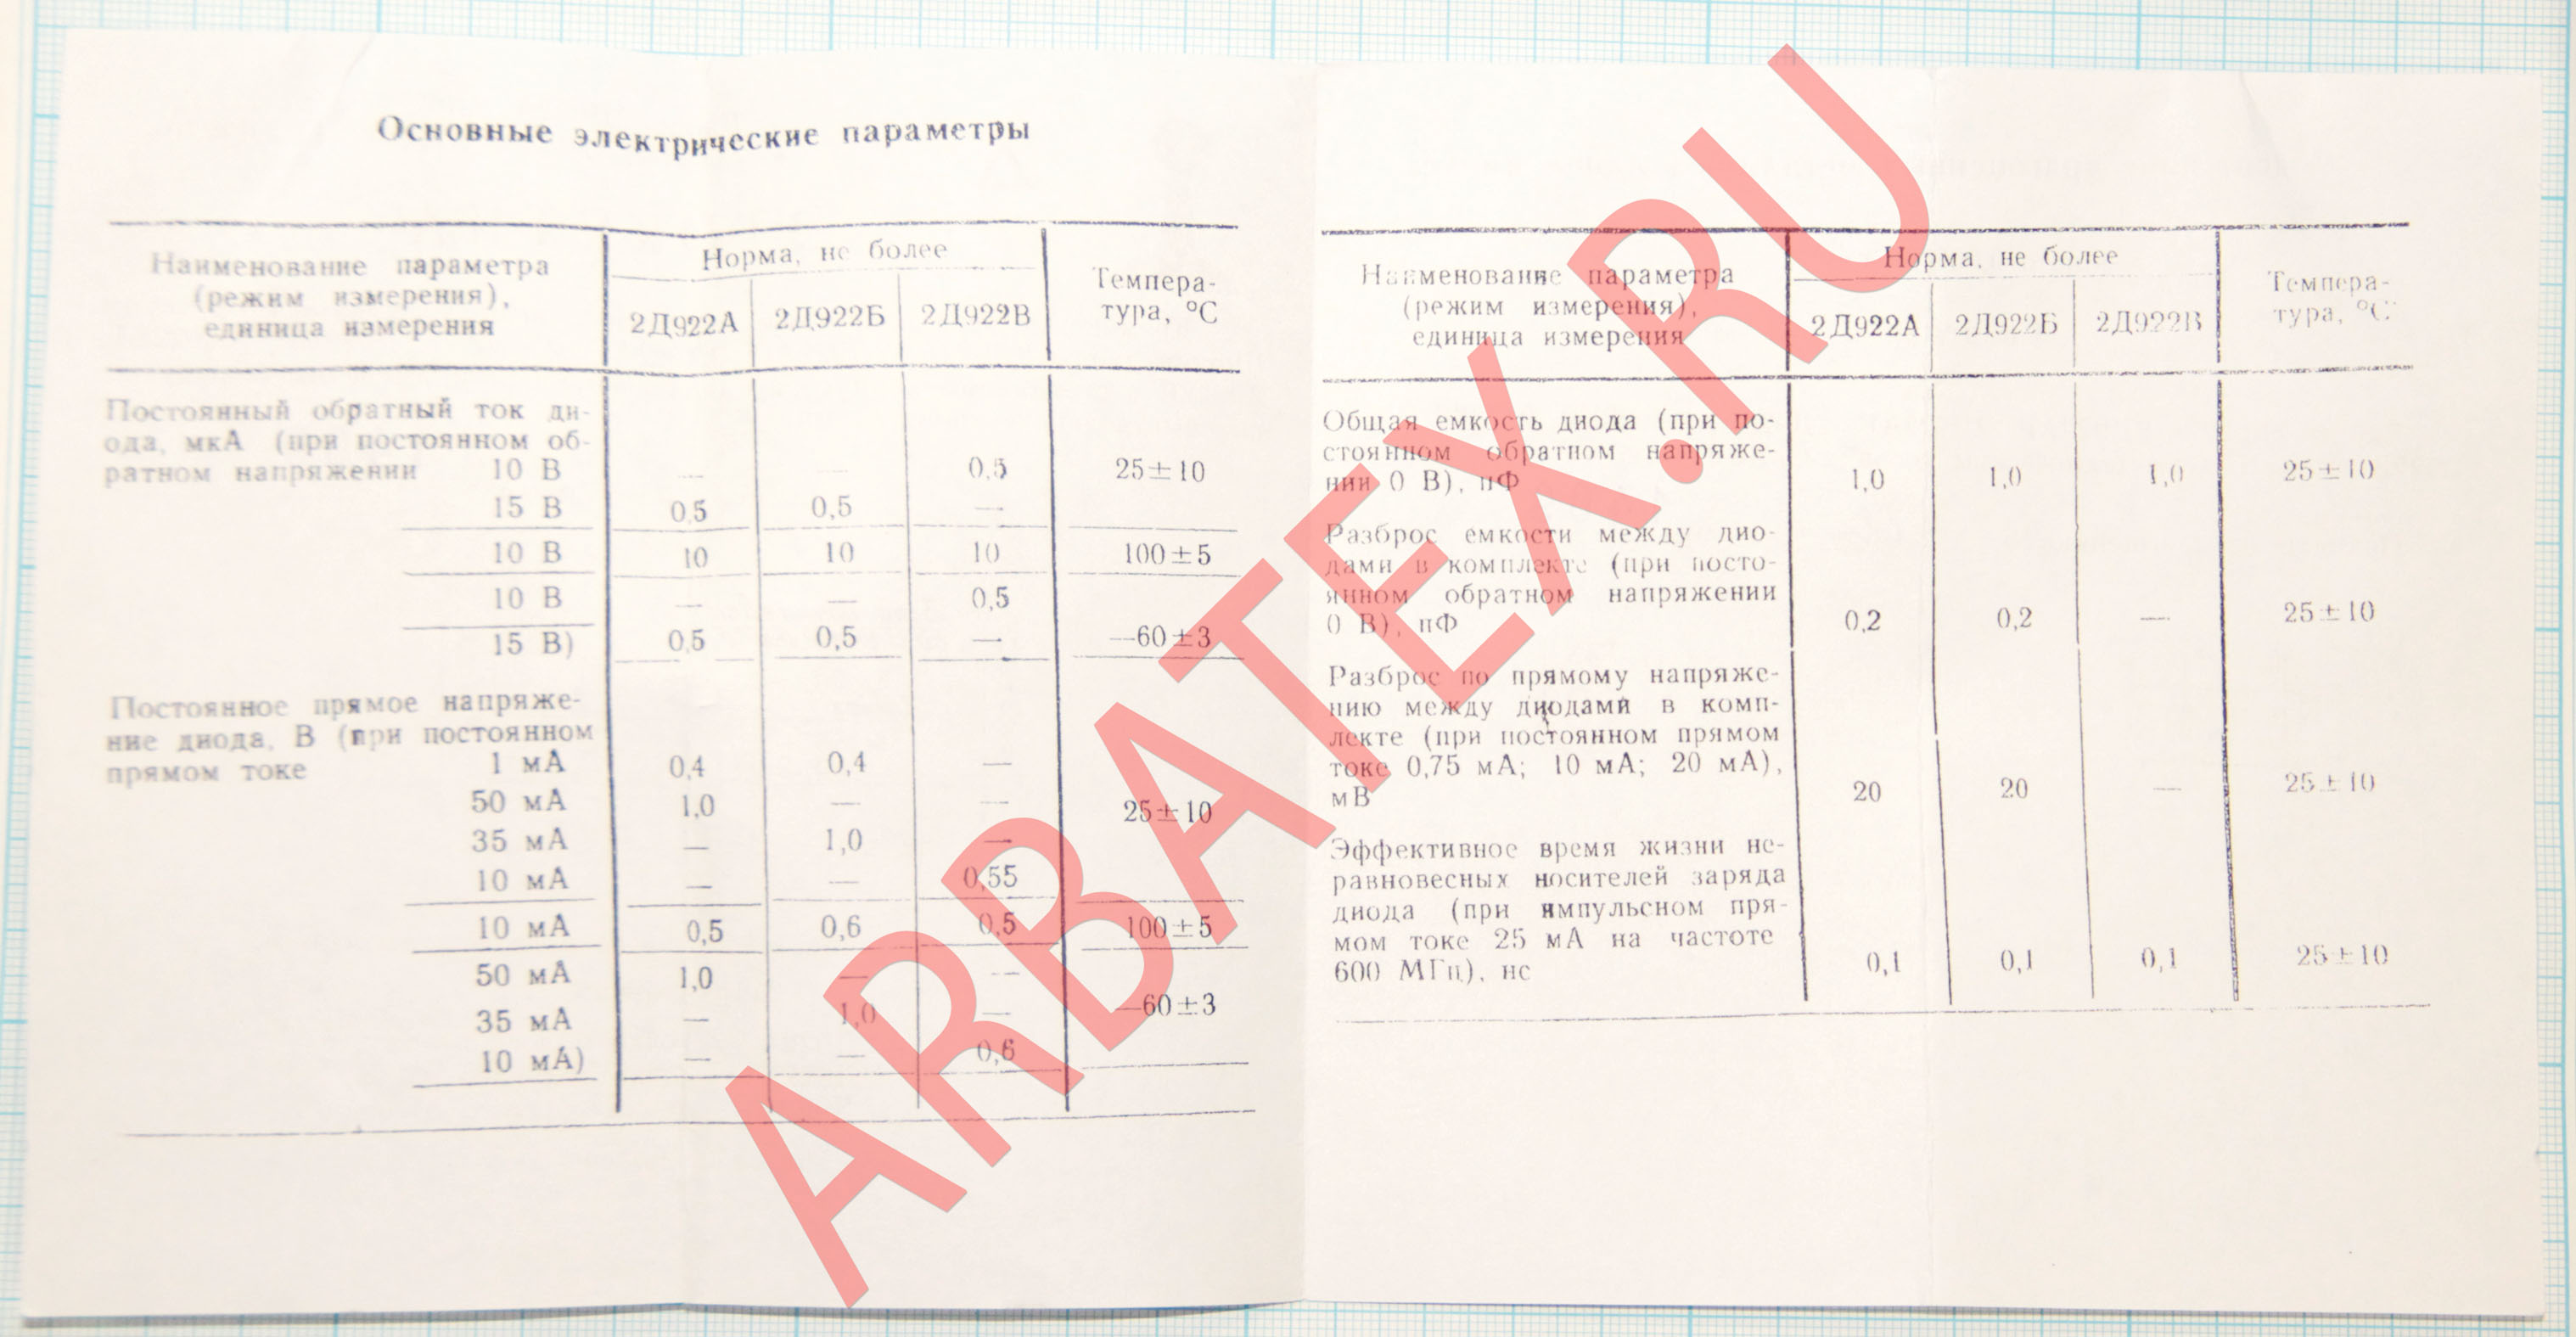 Основные электрические параметры
Наименование параметра
(режим измерения),
единица измерения
Норма, не более
2Д922А 2Д922Б 2Д922В
Темпера-
тура, °С
Постоянный обратный ток ди-
ода, мкА (при постоянном об-
ратном напряжении 10 В — — 0,5 25±10
15 В 0,5 0,5 —
10 В 10 10 10 100±5
10 В — — 0,5
15 В) 0,5 0,5 — —60±3
Постоянное прямое напряже-
ние диода, В (при постоянном
прямом токе 1 мА 0,4 0,4 —
50 мА 1,0 — — 25±10
35 мА — 1,0 —
10 мА — — 0,55
10 мА 0,5 0,6 0,5 100±5
50 мА 1,0 — —
35 мА — 1,0 — —60±3
10 мА) — — 0,6
Наименование параметра
(режим измерения),
единица измерения
Норма, не более
2Д922А 2Д922Б 2Д922В
Темпера-
тура, °С
Общая емкость диода (при по-
стоянном обратном напряже-
нии 0 В), пФ 1,0 1,0 1,0 25±10
Разброс емкости между дио-
дами в комплекте (при посто-
янном обратном напряжении
0 В), пФ 0,2 0,2 — 25±10
Разброс по прямому напряже-
нию между диодами в комп-
лекте (при постоянном прямом
токе 0,75 мА; 10 мА; 20 мА),
мВ 20 20 — 25±10
Эффективное время жизни не-
равновесных носителей заряда
диода (при импульсном пря-
мом токе 25 мА на частоте
600 МГц), нс 0,1 0,1 0,1 25±10
ARBATEX.RU